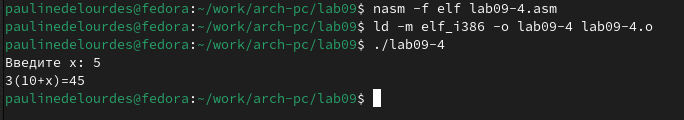 paulinedelourdes@fedora:~/work/arch-pc/lab09$ nasm -f elf lab09-4.asm
paulinedelourdes@fedora:~/work/arch-pc/lab09$ ld -m elf_i386 -o lab09-4 lab09-4.o
paulinedelourdes@fedora:~/work/arch-pc/lab09$ ./lab09-4
Введите x: 5
3(10+x)=45
paulinedelourdes@fedora:~/work/arch-pc/lab09$